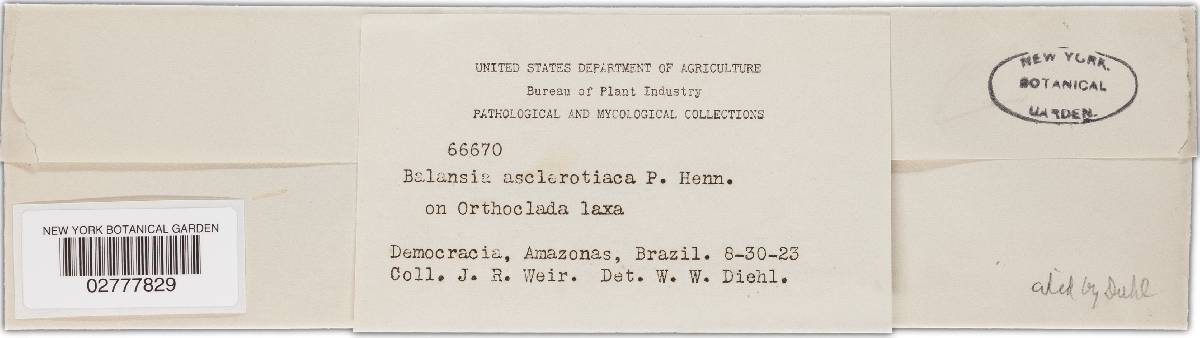 UNITED STATES DEPARTMENT OF AGRICULTURE
Bureau of Plant Industry
PATHOLOGICAL AND MYCOLOGICAL COLLECTIONS
66670
Balansia asclerotiaca P. Henn.
on Orthoclada laxa
Democracia, Amazonas, Brazil. 8-30-23
Coll. J. R. Weir. Det. W. W. Diehl.
NEW YORK
BOTANICAL
GARDEN.
NEW YORK BOTANICAL GARDEN
02777829
cited by Diehl